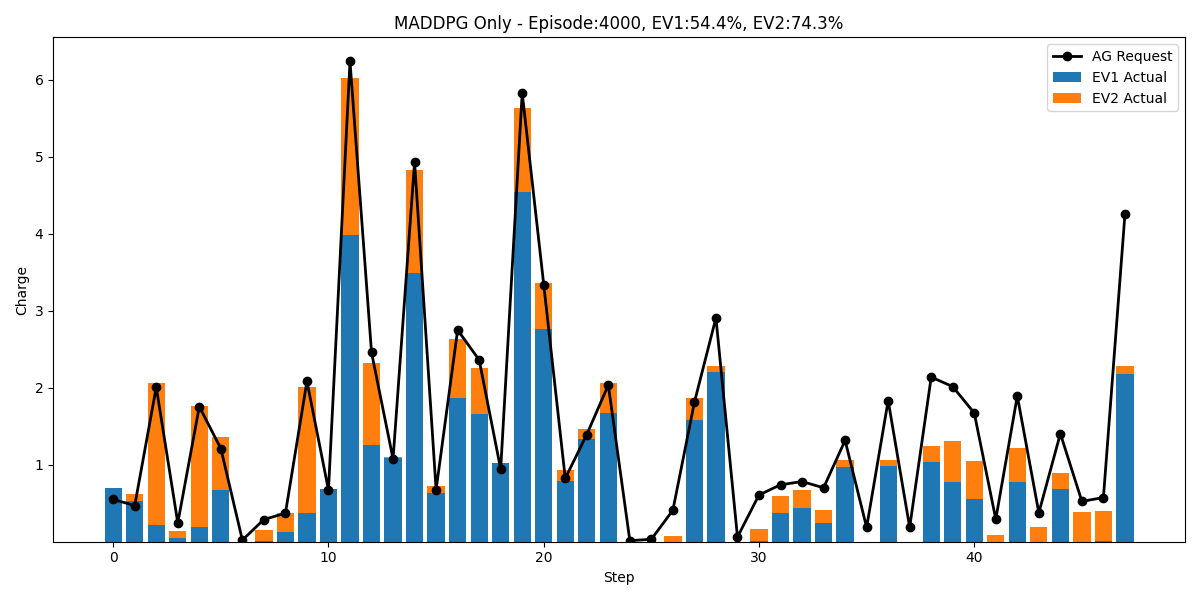 MADDPG Only - Episode:4000, EV1:54.4%, EV2:74.3%
AG Request
EV1 Actual
EV2 Actual
Charge
6
5
4
3
2
1
0 10 20 30 40
Step